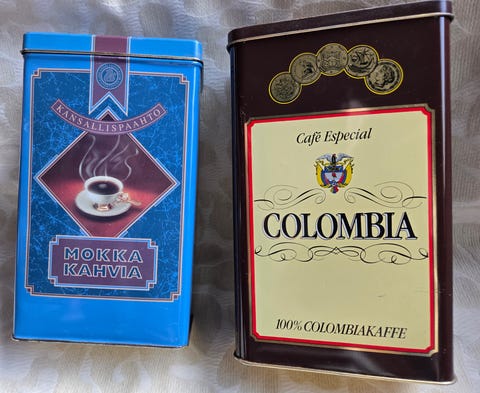 KANSALLISPAAHTO
MOKKA
KAHVIA
Café Especial
COLOMBIA
100% COLOMBIAKAFFE